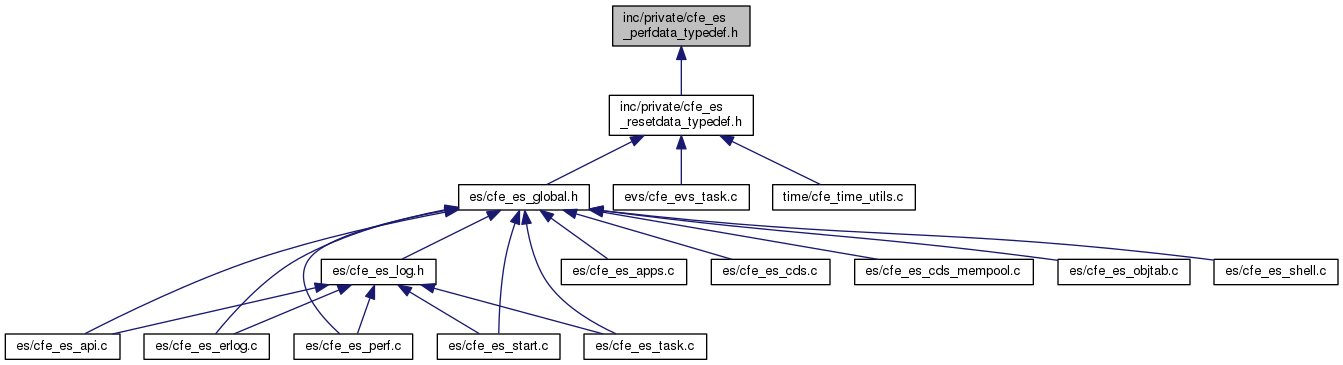 inc/private/cfe_es
_perfdata_typedef.h
inc/private/cfe_es
_resetdata_typedef.h
es/cfe_es_global.h
evs/cfe_evs_task.c
time/cfe_time_utils.c
es/cfe_es_log.h
es/cfe_es_apps.c
es/cfe_es_cds.c
es/cfe_es_cds_mempool.c
es/cfe_es_objtab.c
es/cfe_es_shell.c
es/cfe_es_api.c
es/cfe_es_erlog.c
es/cfe_es_perf.c
es/cfe_es_start.c
es/cfe_es_task.c